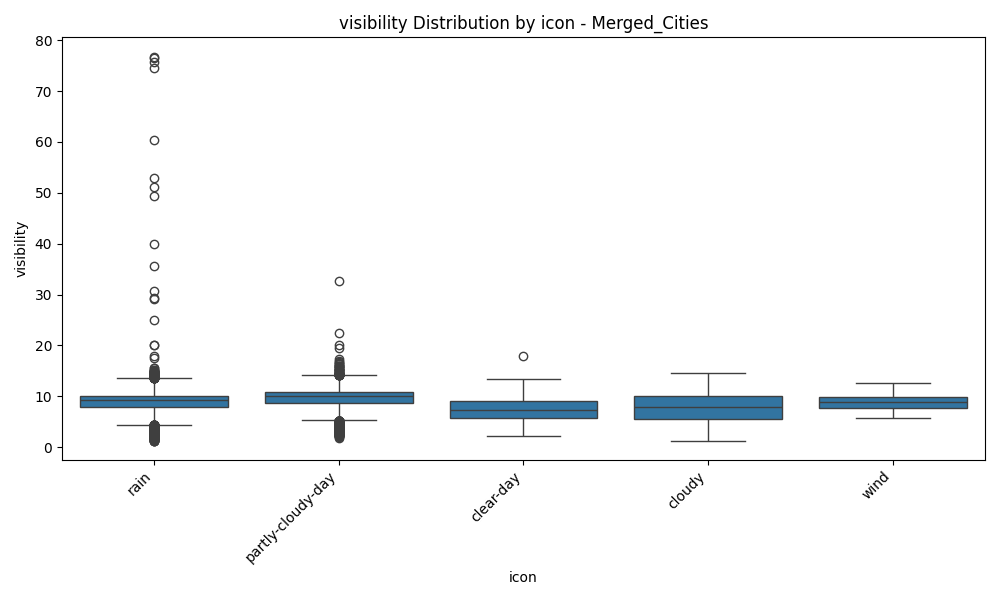 visibility Distribution by icon - Merged_Cities
80
70
60
50
40
30
20
10
0
visibility
rain
partly-cloudy-day
clear-day
cloudy
wind
icon